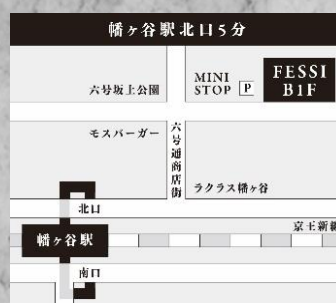 幡ヶ谷駅北口5分
MINI
STOP P
FESSI
B1F
六号坂上公園
モスバーガー
六号通商店街
ラクラス幡ヶ谷
北口
京王新線
幡ヶ谷駅
南口